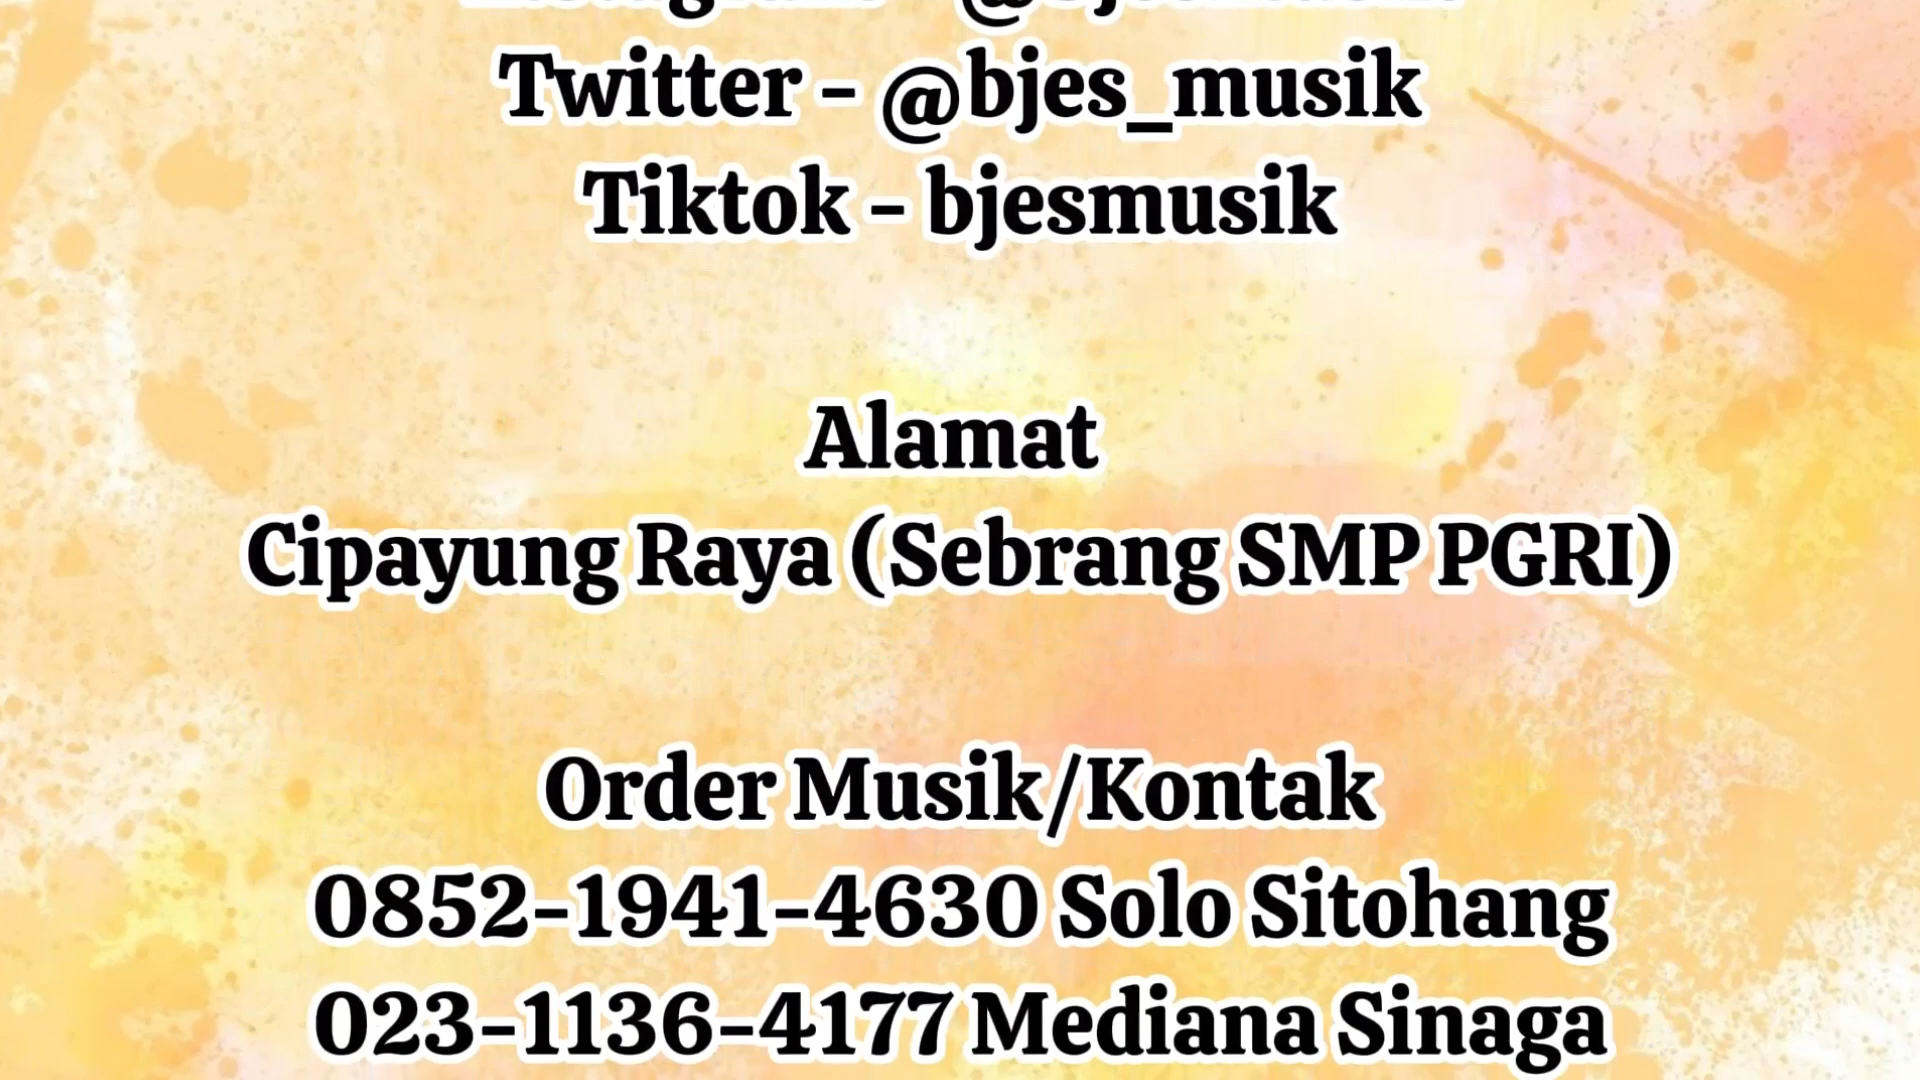 Twitter - @bjes_musik
Tiktok - bjesmusik
Alamat
Cipayung Raya (Sebrang SMP PGRI)
Order Musik/Kontak
0852-1941-4630 Solo Sitohang
023-1136-4177 Mediana Sinaga